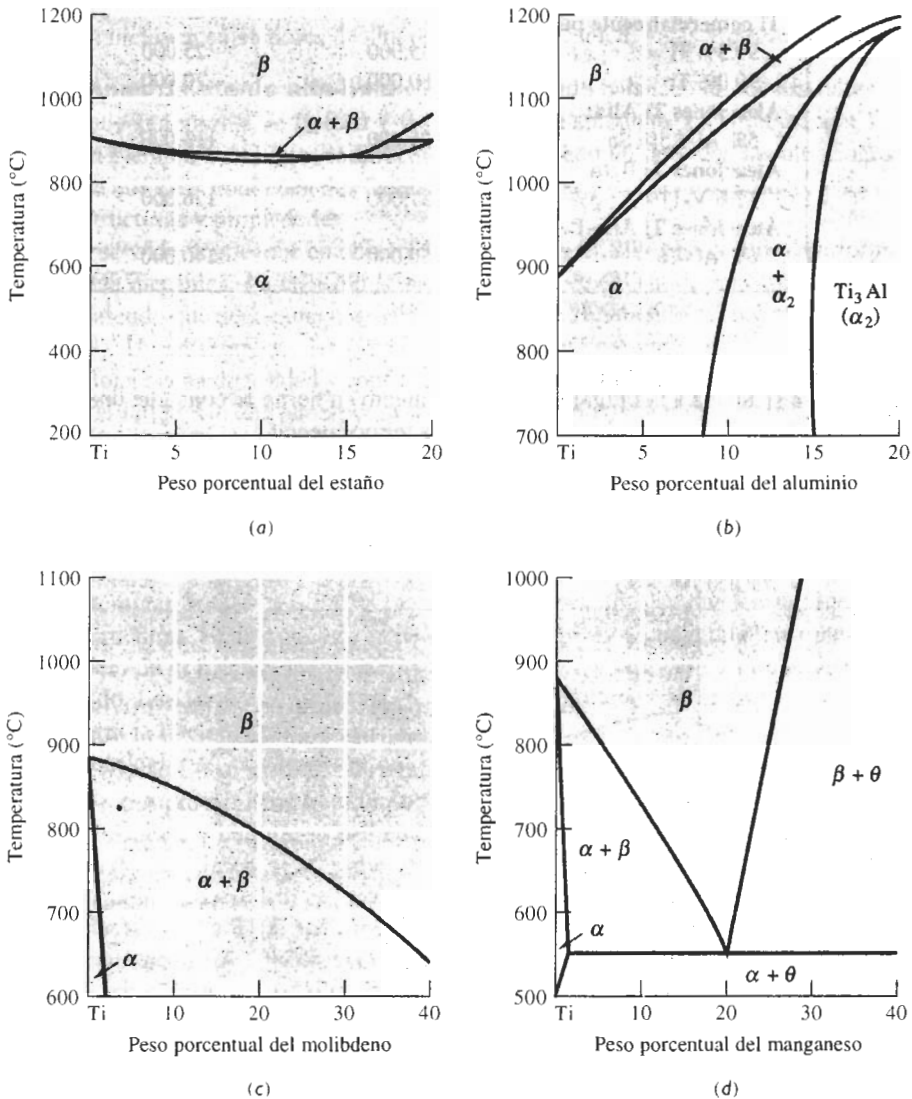 1200
1000
800
600
400
200
Temperatura (°C)
β
α + β
α
Ti
5
10
15
20
Peso porcentual del estaño
(a)
1200
1100
1000
900
800
700
Temperatura (°C)
α + β
β
α
α
+
α₂
Ti₃ Al
(α₂)
Ti
5
10
15
20
Peso porcentual del aluminio
(b)
1100
1000
900
800
700
600
Temperatura (°C)
β
α + β
α
Ti
10
20
30
40
Peso porcentual del molibdeno
(c)
1000
900
800
700
600
500
Temperatura (°C)
β
β + θ
α + β
α
α + θ
Ti
10
20
30
40
Peso porcentual del manganeso
(d)